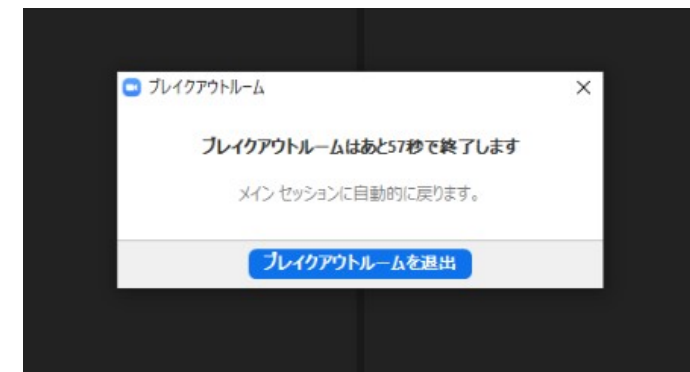 ブレイクアウトルーム
ブレイクアウトルームはあと57秒で終了します
メイン セッションに自動的に戻ります。
ブレイクアウトルームを退出